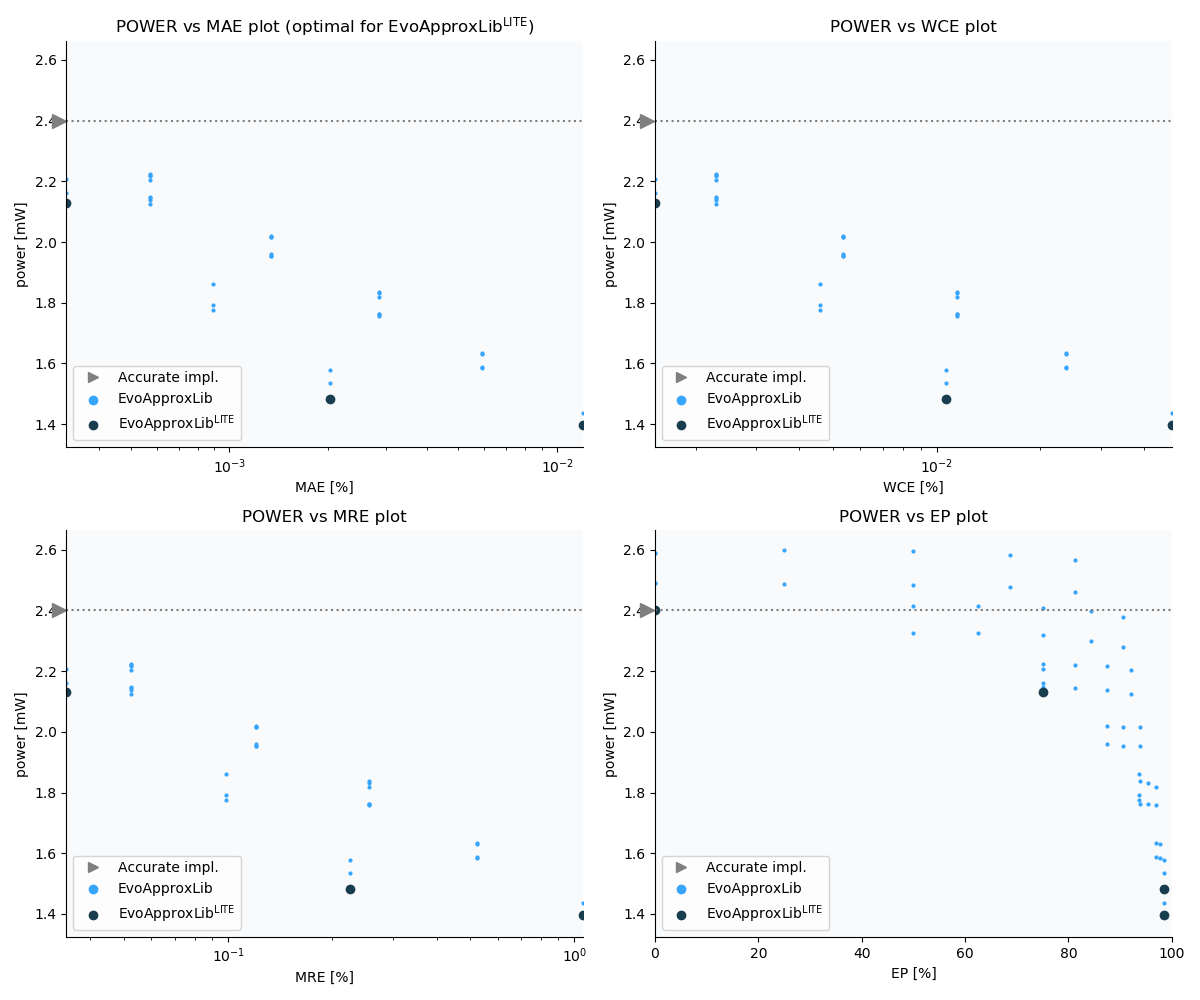 POWER vs MAE plot (optimal for EvoApproxLib^LITE)
2.6
2.4
2.2
2.0
1.8
1.6
1.4
power [mW]
Accurate impl.
EvoApproxLib
EvoApproxLib^LITE
10^-3
10^-2
MAE [%]
POWER vs WCE plot
2.6
2.4
2.2
2.0
1.8
1.6
1.4
power [mW]
Accurate impl.
EvoApproxLib
EvoApproxLib^LITE
10^-2
WCE [%]
POWER vs MRE plot
2.6
2.4
2.2
2.0
1.8
1.6
1.4
power [mW]
Accurate impl.
EvoApproxLib
EvoApproxLib^LITE
10^-1
10^0
MRE [%]
POWER vs EP plot
2.6
2.4
2.2
2.0
1.8
1.6
1.4
power [mW]
Accurate impl.
EvoApproxLib
EvoApproxLib^LITE
0 20 40 60 80 100
EP [%]